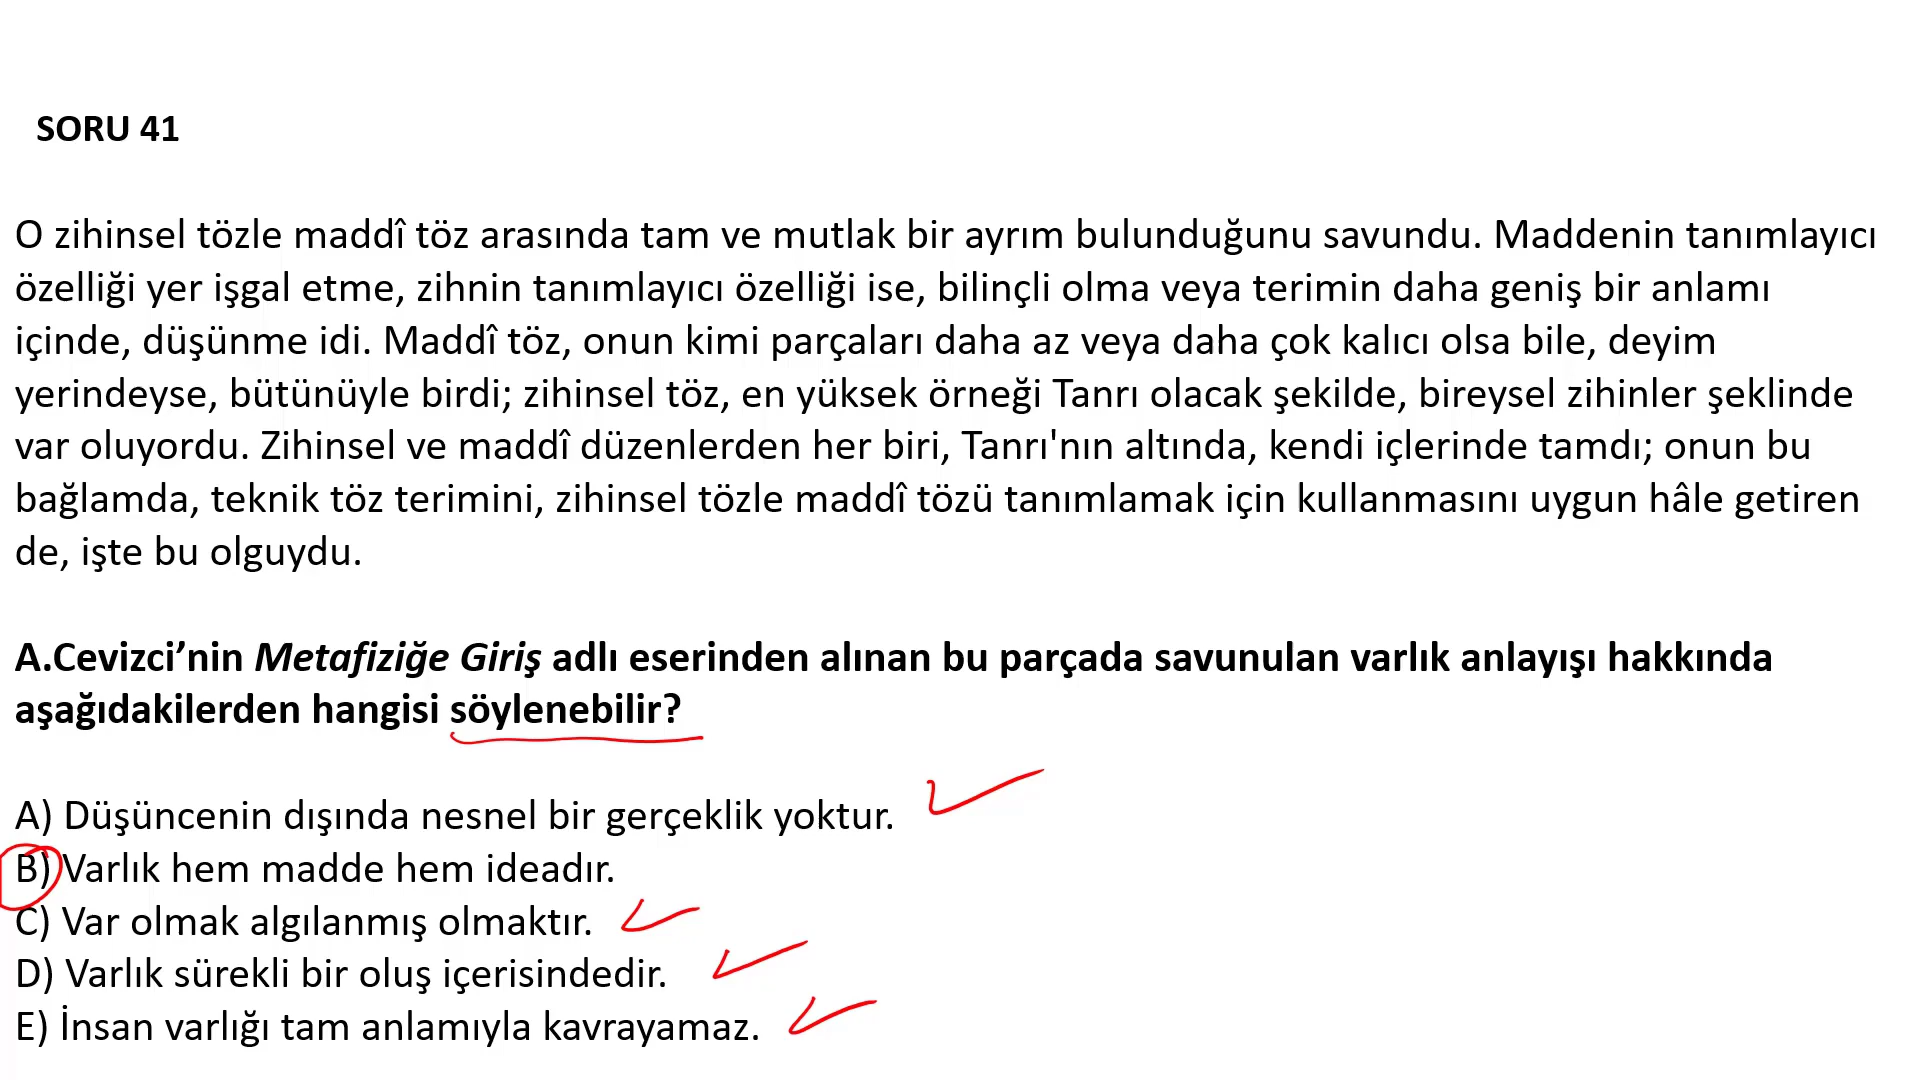 SORU 41
O zihinsel tözle maddî töz arasında tam ve mutlak bir ayrım bulunduğunu savundu. Maddenin tanımlayıcı
özelliği yer işgal etme, zihnin tanımlayıcı özelliği ise, bilinçli olma veya terimin daha geniş bir anlamı
içinde, düşünme idi. Maddî töz, onun kimi parçaları daha az veya daha çok kalıcı olsa bile, deyim
yerindeyse, bütünüyle birdi; zihinsel töz, en yüksek örneği Tanrı olacak şekilde, bireysel zihinler şeklinde
var oluyordu. Zihinsel ve maddî düzenlerden her biri, Tanrı'nın altında, kendi içlerinde tamdı; onun bu
bağlamda, teknik töz terimini, zihinsel tözle maddî tözü tanımlamak için kullanmasını uygun hâle getiren
de, işte bu olguydu.
A.Cevizci’nin Metafiziğe Giriş adlı eserinden alınan bu parçada savunulan varlık anlayışı hakkında
aşağıdakilerden hangisi söylenebilir?
A) Düşüncenin dışında nesnel bir gerçeklik yoktur.
B) Varlık hem madde hem ideadır.
C) Var olmak algılanmış olmaktır.
D) Varlık sürekli bir oluş içerisindedir.
E) İnsan varlığı tam anlamıyla kavrayamaz.